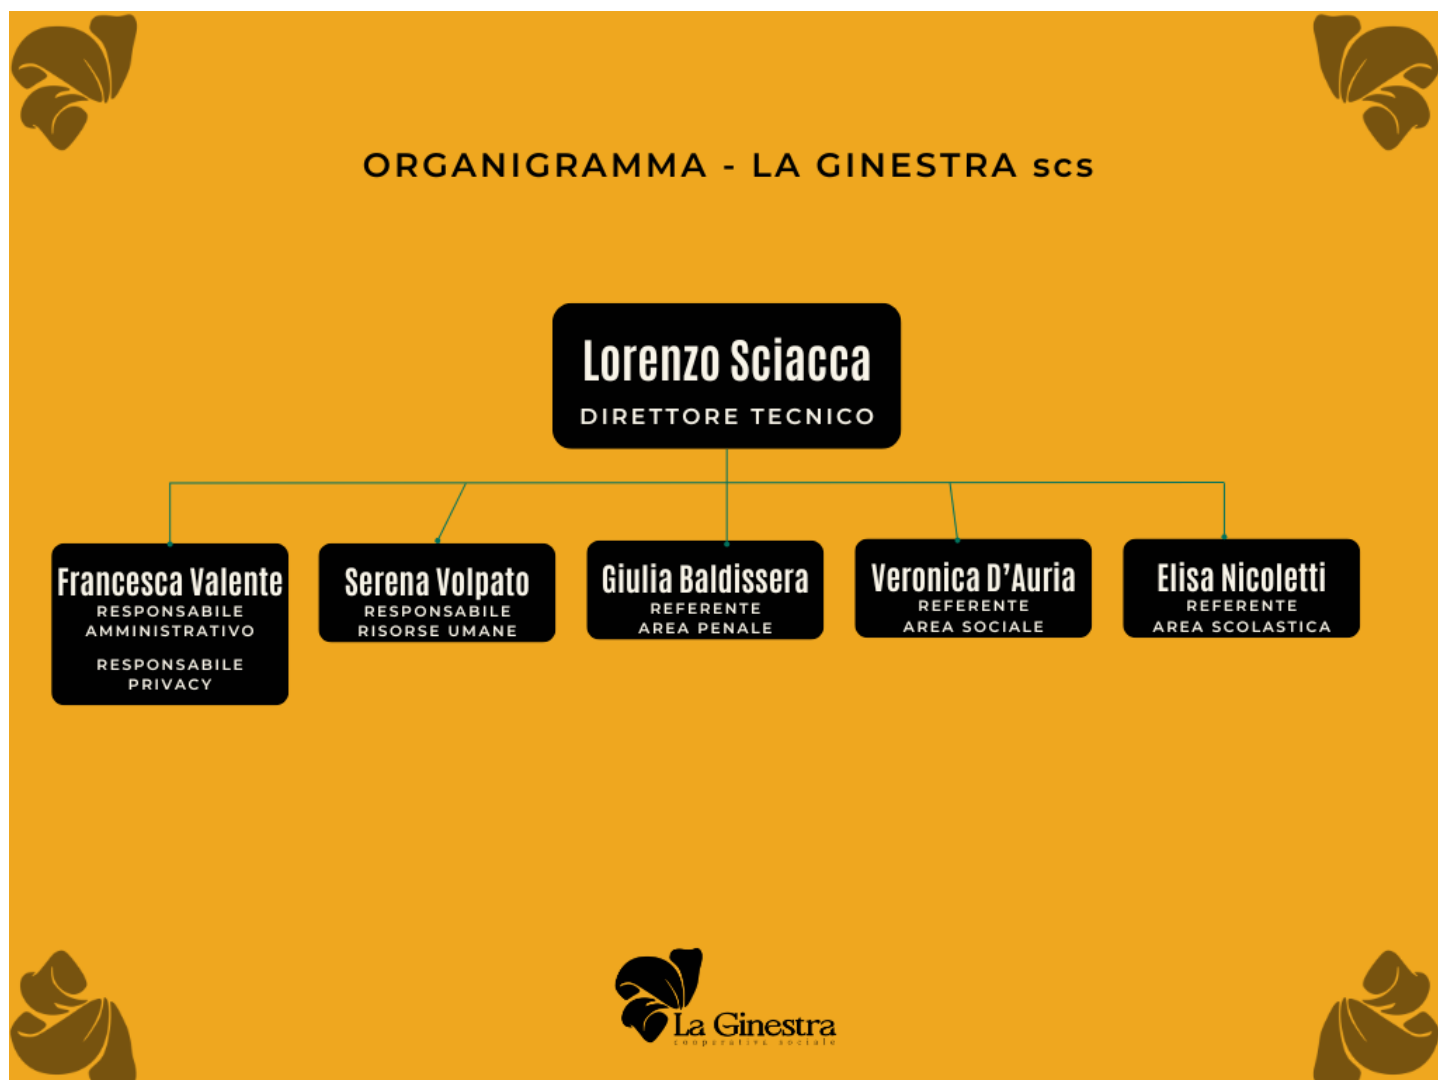 ORGANIGRAMMA - LA GINESTRA scs
Lorenzo Sciacca
DIRETTORE TECNICO
Francesca Valente
RESPONSABILE
AMMINISTRATIVO
RESPONSABILE
PRIVACY
Serena Volpato
RESPONSABILE
RISORSE UMANE
Giulia Baldissera
REFERENTE
AREA PENALE
Veronica D’Auria
REFERENTE
AREA SOCIALE
Elisa Nicoletti
REFERENTE
AREA SCOLASTICA
La Ginestra
cooperativa sociale